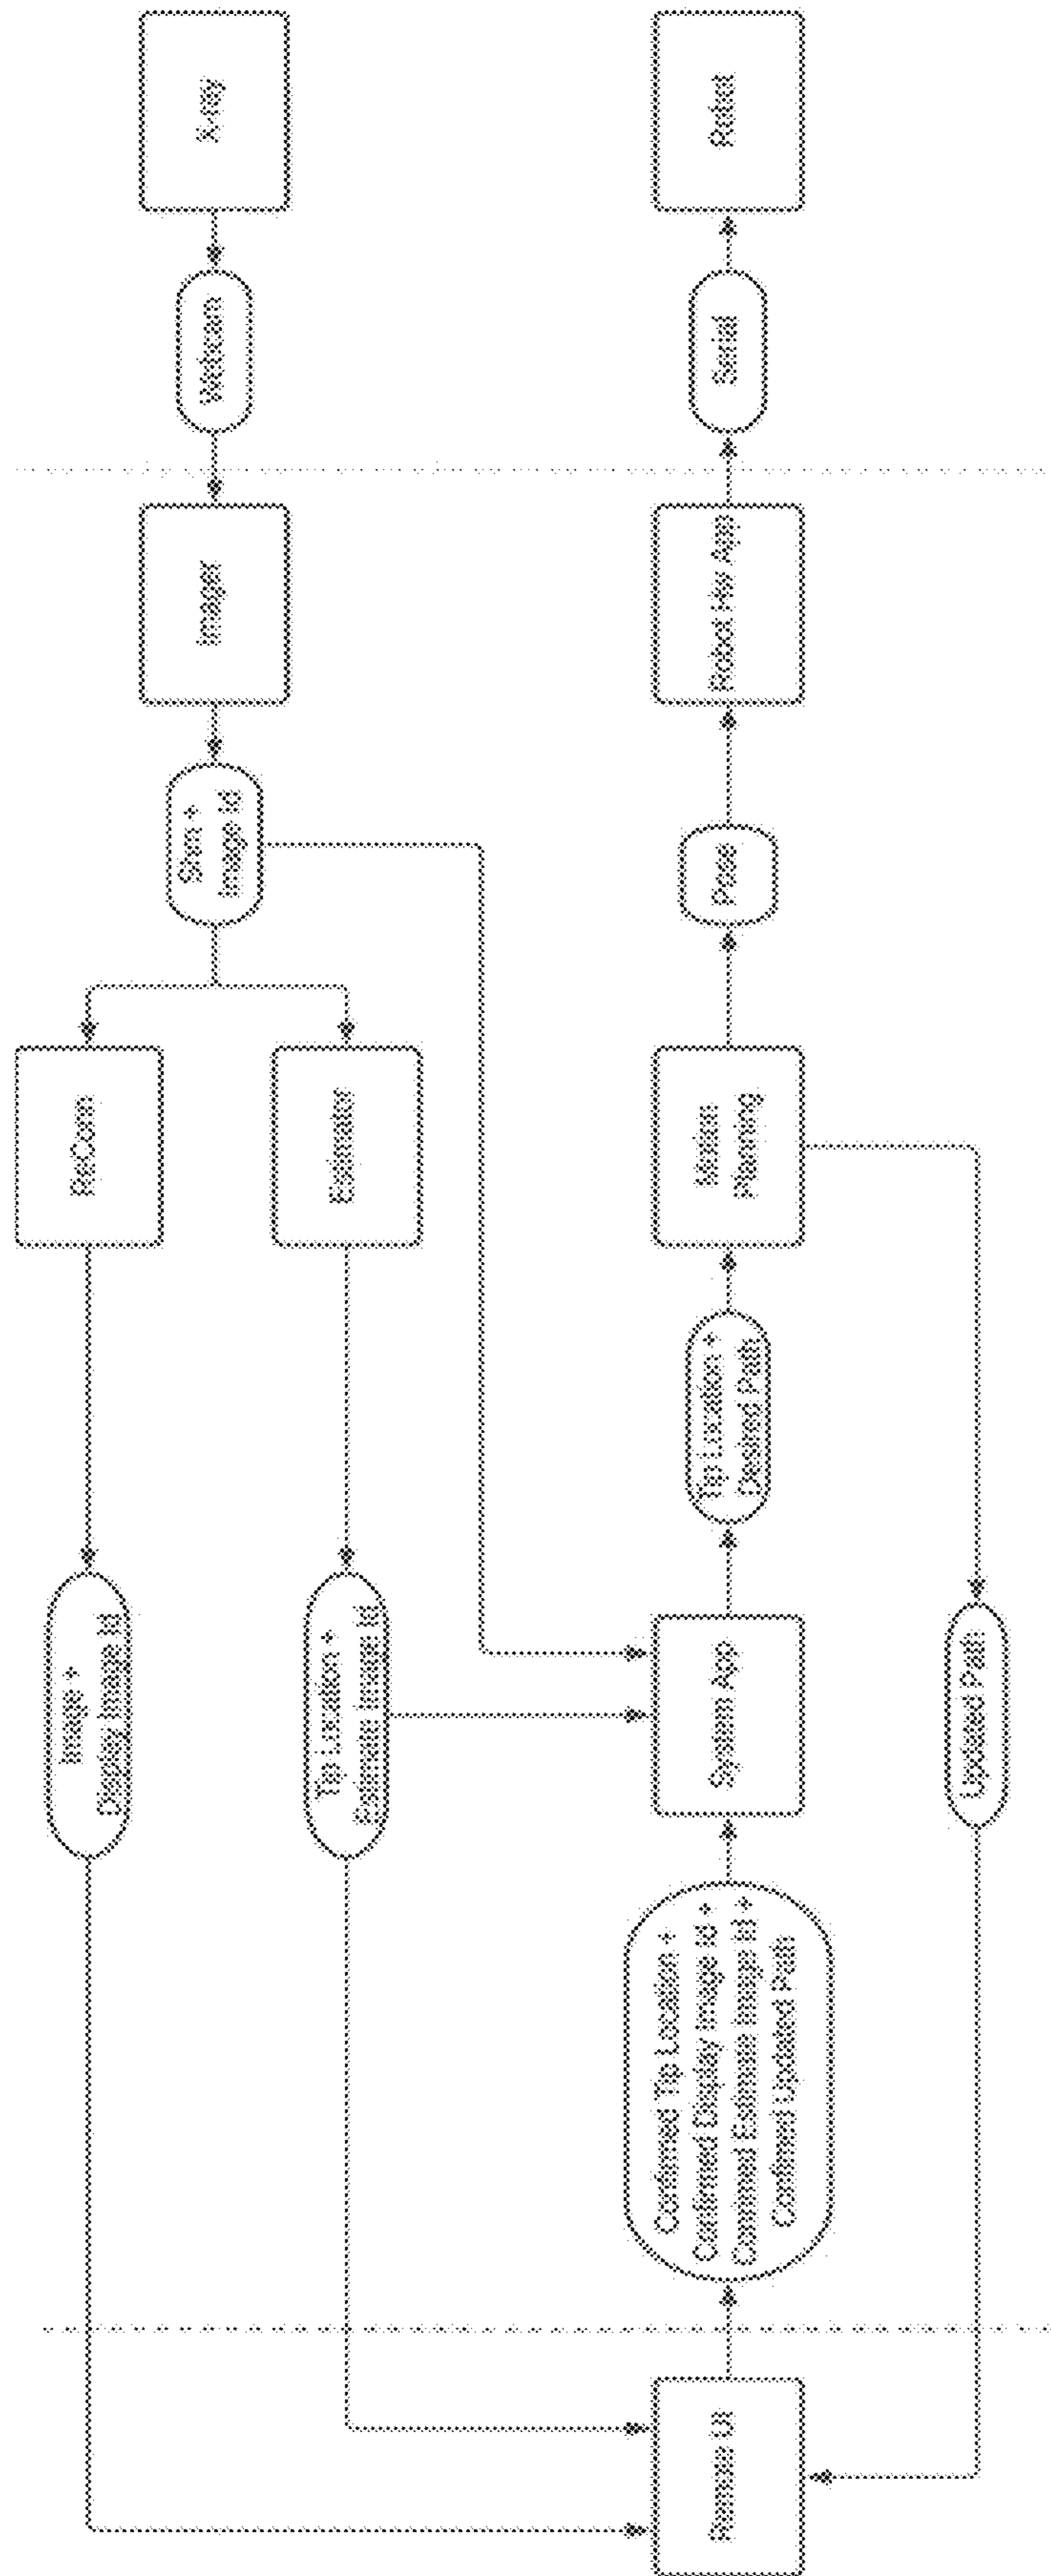 X-ray
Webcam
Imager
Shm +
Image Id
RelComm
Estimator
Image +
Display Image Id
Tip Location +
Estimate Image Id
Robot
Serial
Robot Hw App
Pose
Motion
Planning
Tip Location +
Desired Path
System App
Updated Path
Confirmed Tip Location +
Confirmed Display Image Id +
Confirmed Estimate Image Id +
Confirmed Updated Path
Remote UI